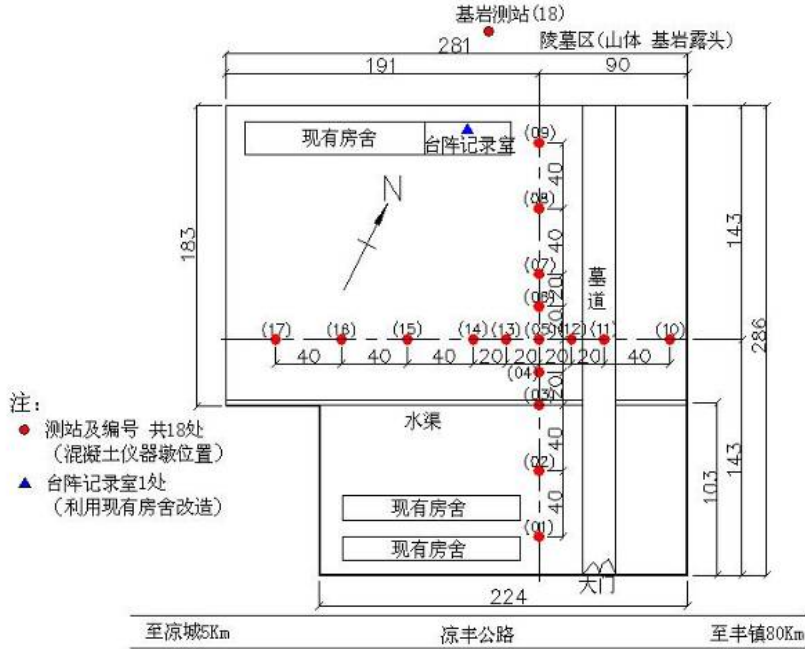 基岩测站(18)
陵墓区(山体 基岩露头)
281
191
90
现有房舍
台阵记录室
(09)
40
(08)
N
40
143
183
(07)
墓道
20
(06)
20
(17)
(16)
(15)
(14)
(13)
(05)
(12)
(11)
(10)
40
40
40
20
20
20
20
40
286
(04)
20
(03)
注:
水渠
测站及编号 共18处
(混凝土仪器墩位置)
40
(02)
103
143
台阵记录室1处
(利用现有房舍改造)
现有房舍
40
(01)
现有房舍
大门
224
至凉城5Km
凉丰公路
至丰镇80Km